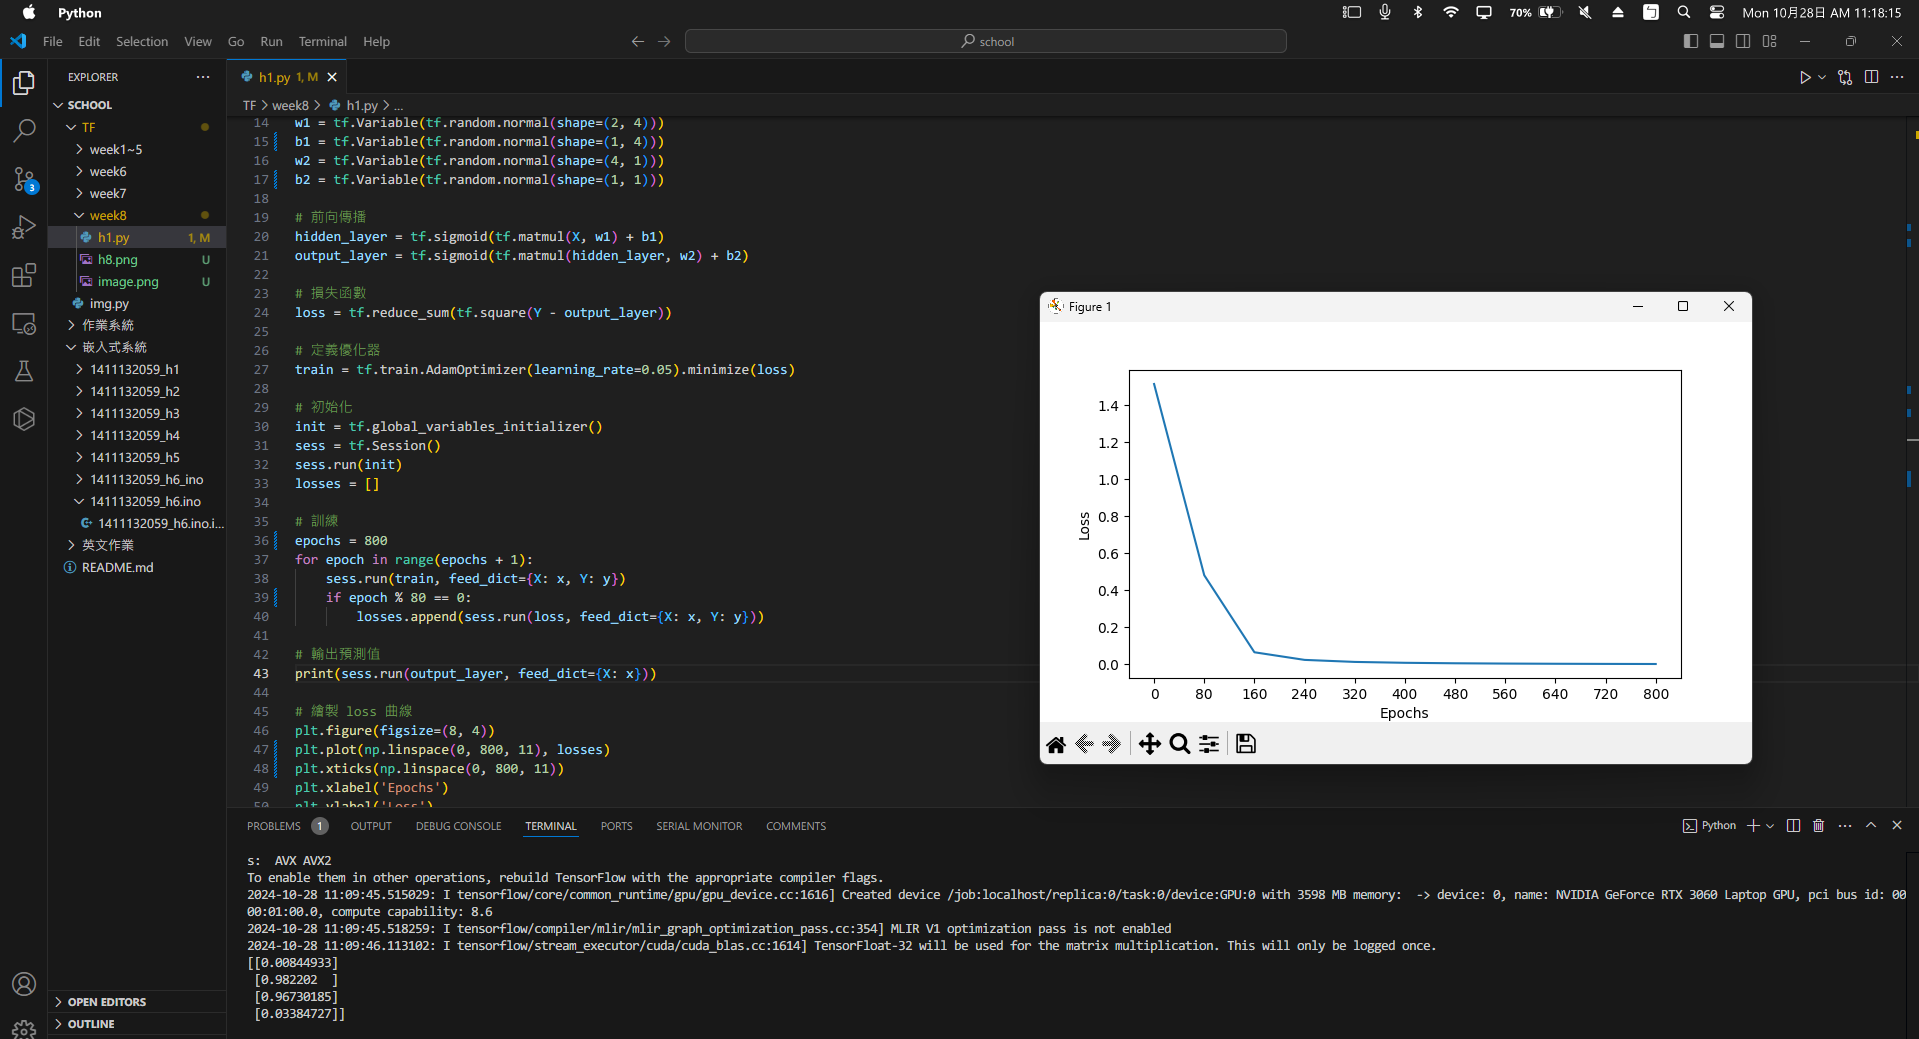 Python
70%
Mon 10月28日 AM 11:18:15
File Edit Selection View Go Run Terminal Help
school
EXPLORER
h1.py 1, M
SCHOOL
TF
week1~5
week6
week7
week8
h1.py 1, M
h8.png U
image.png U
img.py
作業系統
嵌入式系統
1411132059_h1
1411132059_h2
1411132059_h3
1411132059_h4
1411132059_h5
1411132059_h6_ino
1411132059_h6.ino
1411132059_h6.ino.i...
英文作業
README.md
OPEN EDITORS
OUTLINE
3
TF > week8 > h1.py > ...
14 w1 = tf.Variable(tf.random.normal(shape=(2, 4)))
15 b1 = tf.Variable(tf.random.normal(shape=(1, 4)))
16 w2 = tf.Variable(tf.random.normal(shape=(4, 1)))
17 b2 = tf.Variable(tf.random.normal(shape=(1, 1)))
18
19 # 前向傳播
20 hidden_layer = tf.sigmoid(tf.matmul(X, w1) + b1)
21 output_layer = tf.sigmoid(tf.matmul(hidden_layer, w2) + b2)
22
23 # 損失函數
24 loss = tf.reduce_sum(tf.square(Y - output_layer))
25
26 # 定義優化器
27 train = tf.train.AdamOptimizer(learning_rate=0.05).minimize(loss)
28
29 # 初始化
30 init = tf.global_variables_initializer()
31 sess = tf.Session()
32 sess.run(init)
33 losses = []
34
35 # 訓練
36 epochs = 800
37 for epoch in range(epochs + 1):
38 sess.run(train, feed_dict={X: x, Y: y})
39 if epoch % 80 == 0:
40 losses.append(sess.run(loss, feed_dict={X: x, Y: y}))
41
42 # 輸出預測值
43 print(sess.run(output_layer, feed_dict={X: x}))
44
45 # 繪製 loss 曲線
46 plt.figure(figsize=(8, 4))
47 plt.plot(np.linspace(0, 800, 11), losses)
48 plt.xticks(np.linspace(0, 800, 11))
49 plt.xlabel('Epochs')
50 plt.ylabel('Loss')
Figure 1
1.4
1.2
1.0
0.8
0.6
0.4
0.2
0.0
Loss
0 80 160 240 320 400 480 560 640 720 800
Epochs
PROBLEMS 1 OUTPUT DEBUG CONSOLE TERMINAL PORTS SERIAL MONITOR COMMENTS
Python
s:  AVX AVX2
To enable them in other operations, rebuild TensorFlow with the appropriate compiler flags.
2024-10-28 11:09:45.515029: I tensorflow/core/common_runtime/gpu/gpu_device.cc:1616] Created device /job:localhost/replica:0/task:0/device:GPU:0 with 3598 MB memory:  -> device: 0, name: NVIDIA GeForce RTX 3060 Laptop GPU, pci bus id: 00
00:01:00.0, compute capability: 8.6
2024-10-28 11:09:45.518259: I tensorflow/compiler/mlir/mlir_graph_optimization_pass.cc:354] MLIR V1 optimization pass is not enabled
2024-10-28 11:09:46.113102: I tensorflow/stream_executor/cuda/cuda_blas.cc:1614] TensorFloat-32 will be used for the matrix multiplication. This will only be logged once.
[[0.00844933]
[0.982202  ]
[0.96730185]
[0.03384727]]